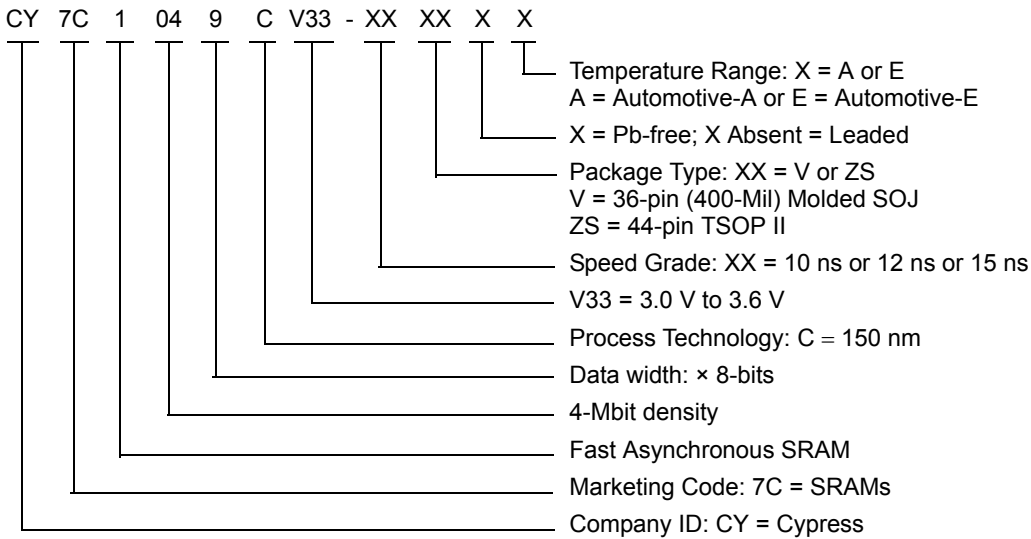 CY 7C 1 04 9 C V33 - XX XX X X
Temperature Range: X = A or E
A = Automotive-A or E = Automotive-E
X = Pb-free; X Absent = Leaded
Package Type: XX = V or ZS
V = 36-pin (400-Mil) Molded SOJ
ZS = 44-pin TSOP II
Speed Grade: XX = 10 ns or 12 ns or 15 ns
V33 = 3.0 V to 3.6 V
Process Technology: C = 150 nm
Data width: × 8-bits
4-Mbit density
Fast Asynchronous SRAM
Marketing Code: 7C = SRAMs
Company ID: CY = Cypress